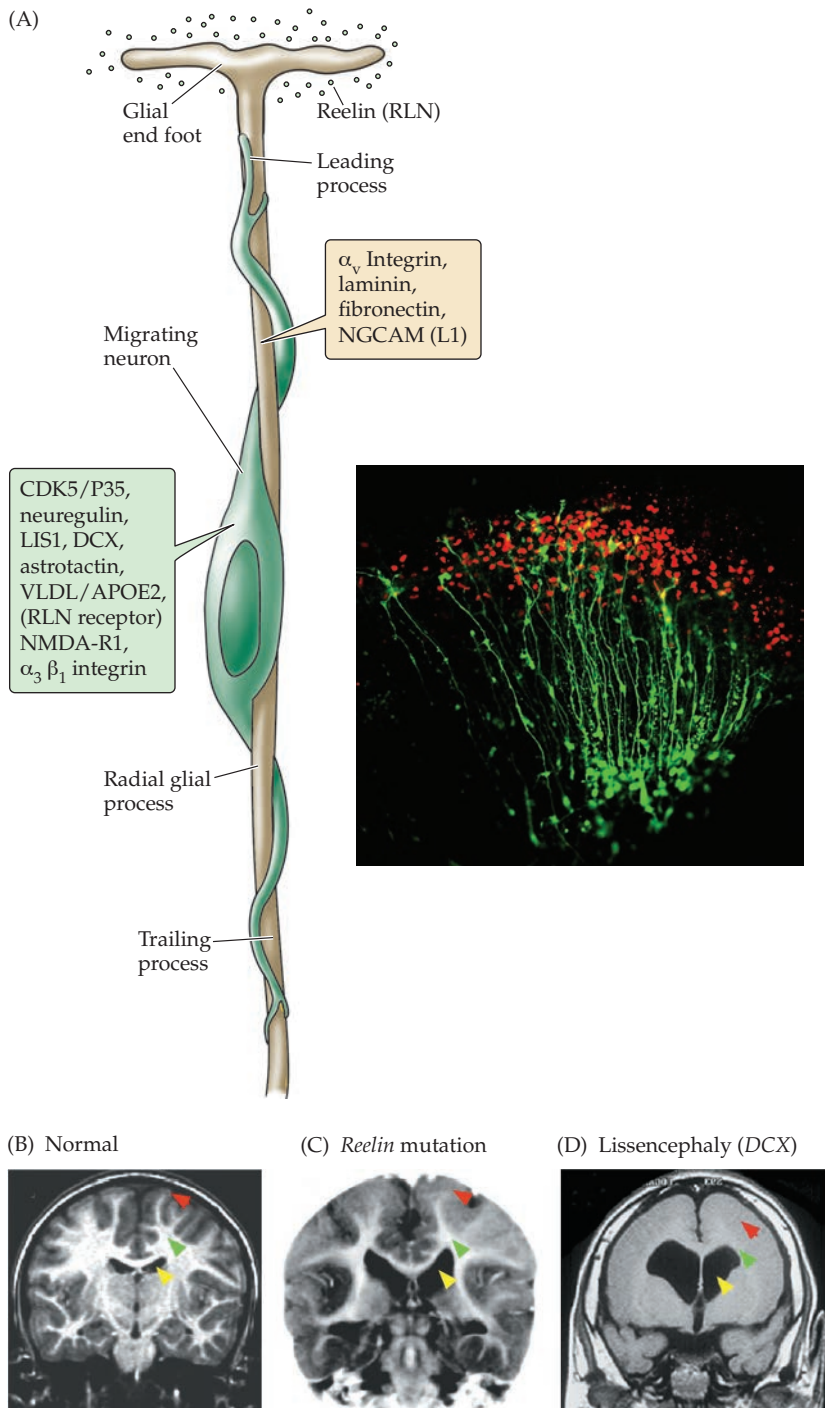 (A)
Glial
end foot
Reelin (RLN)
Leading
process
αv Integrin,
laminin,
fibronectin,
NGCAM (L1)
Migrating
neuron
CDK5/P35,
neuregulin,
LIS1, DCX,
astrotactin,
VLDL/APOE2,
(RLN receptor)
NMDA-R1,
α3 β1 integrin
Radial glial
process
Trailing
process
(B) Normal
(C) Reelin mutation
(D) Lissencephaly (DCX)